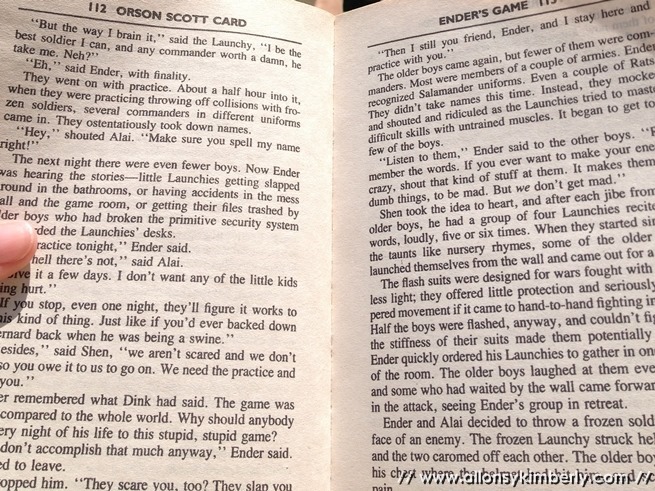 112 ORSON SCOTT CARD
"But the way I brain it," said the Launchy, "I be the
best soldier I can, and any commander worth a damn, he
take me. Neh?"
"Eh," said Ender, with finality.
They went on with practice. About a half hour into it,
when they were practicing throwing off collisions with fro-
zen soldiers, several commanders in different uniforms
came in. They ostentatiously took down names.
"Hey," shouted Alai. "Make sure you spell my name
right!"
The next night there were even fewer boys. Now Ender
was hearing the stories—little Launchies getting slapped
round in the bathrooms, or having accidents in the mess
all and the game room, or getting their files trashed by
lder boys who had broken the primitive security system
ded the Launchies' desks.
ractice tonight," Ender said.
hell there's not," said Alai.
ive it a few days. I don't want any of the little kids
ing hurt."
If you stop, even one night, they'll figure it works to
is kind of thing. Just like if you'd ever backed down
ernard back when he was being a swine."
esides," said Shen, "we aren't scared and we don't
so you owe it to us to go on. We need the practice and
you."
er remembered what Dink had said. The game was
compared to the whole world. Why should anybody
ery night of his life to this stupid, stupid game?
don't accomplish that much anyway," Ender said.
ed to leave.
opped him. "They scare you, too? They slap you
ENDER'S GAME 113
"Then I still you friend, Ender, and I stay here and
practice with you."
The older boys came again, but fewer of them were com-
manders. Most were members of a couple of armies. Ender
recognized Salamander uniforms. Even a couple of Rats.
They didn't take names this time. Instead, they mocke
and shouted and ridiculed as the Launchies tried to maste
difficult skills with untrained muscles. It began to get to
few of the boys.
"Listen to them," Ender said to the other boys. "R
member the words. If you ever want to make your ene
crazy, shout that kind of stuff at them. It makes them
dumb things, to be mad. But we don't get mad."
Shen took the idea to heart, and after each jibe from
older boys, he had a group of four Launchies recite
words, loudly, five or six times. When they started sin
the taunts like nursery rhymes, some of the older
launched themselves from the wall and came out for a
The flash suits were designed for wars fought with
less light; they offered little protection and seriously
pered movement if it came to hand-to-hand fighting in
Half the boys were flashed, anyway, and couldn't fig
the stiffness of their suits made them potentially
Ender quickly ordered his Launchies to gather in one
of the room. The older boys laughed at them eve
and some who had waited by the wall came forwar
in the attack, seeing Ender's group in retreat.
Ender and Alai decided to throw a frozen sold
face of an enemy. The frozen Launchy struck hel
and the two caromed off each other. The older bo
his chest where
pain.
// www.allonsykimberly.com //